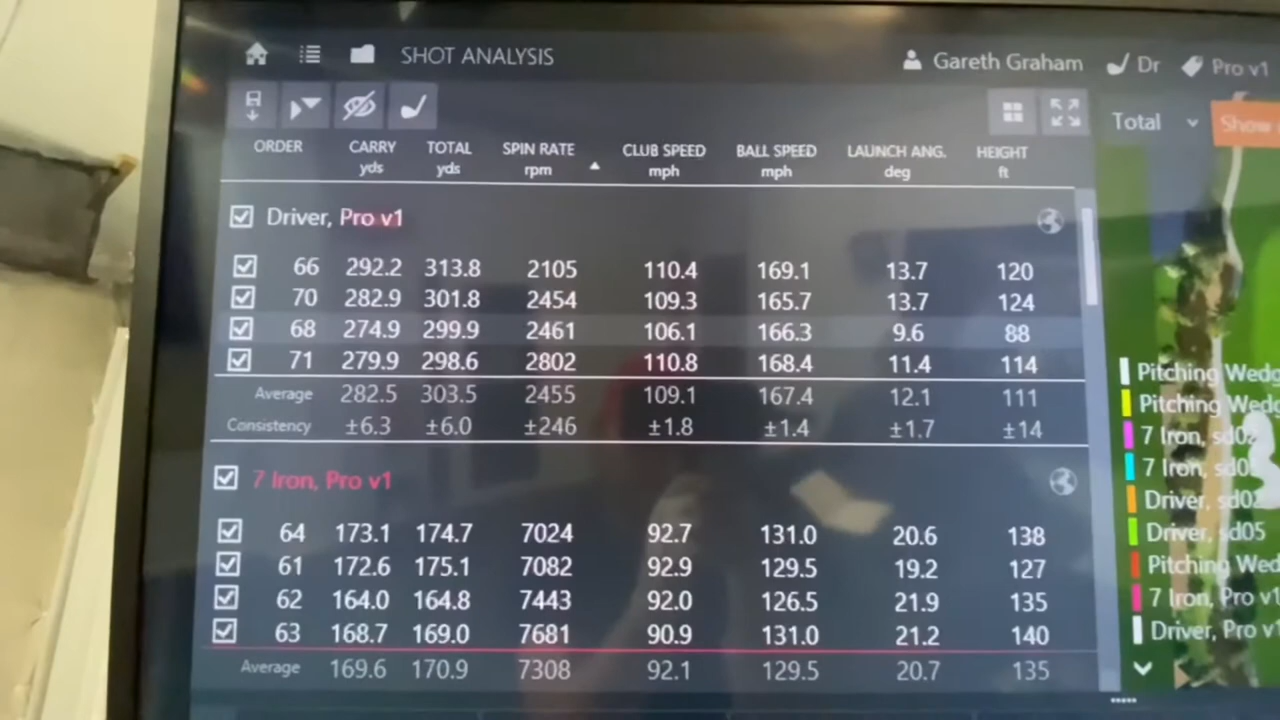 SHOT ANALYSIS Gareth Graham Dr Pro v1
Total Show
ORDER CARRY TOTAL SPIN RATE CLUB SPEED BALL SPEED LAUNCH ANG. HEIGHT
yds yds rpm mph mph deg ft
Driver, Pro v1
66 292.2 313.8 2105 110.4 169.1 13.7 120
70 282.9 301.8 2454 109.3 165.7 13.7 124
68 274.9 299.9 2461 106.1 166.3 9.6 88
71 279.9 298.6 2802 110.8 168.4 11.4 114
Average 282.5 303.5 2455 109.1 167.4 12.1 111
Consistency ±6.3 ±6.0 ±246 ±1.8 ±1.4 ±1.7 ±14
7 Iron, Pro v1
64 173.1 174.7 7024 92.7 131.0 20.6 138
61 172.6 175.1 7082 92.9 129.5 19.2 127
62 164.0 164.8 7443 92.0 126.5 21.9 135
63 168.7 169.0 7681 90.9 131.0 21.2 140
Average 169.6 170.9 7308 92.1 129.5 20.7 135
Pitching Wedg
Pitching Wedg
7 Iron, sd02
7 Iron, sd0
Driver, sd02
Driver, sd05
Pitching Wed
7 Iron, Pro v1
Driver, Pro v1